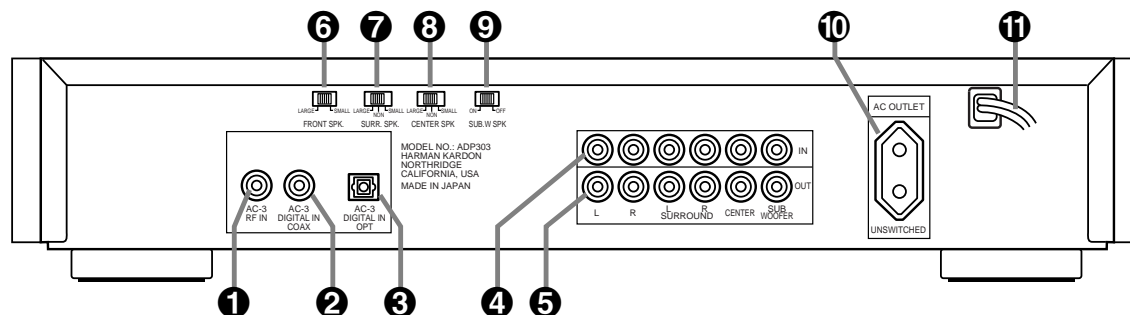 6 7 8 9 10 11
LARGE SMALL LARGE NON SMALL LARGE NON SMALL ON OFF
FRONT SPK. SURR. SPK. CENTER SPK SUB.W SPK
AC OUTLET
MODEL NO.: ADP303
HARMAN KARDON
NORTHRIDGE
CALIFORNIA, USA
MADE IN JAPAN
IN
OUT
AC-3
RF IN
AC-3
DIGITAL IN
COAX
AC-3
DIGITAL IN
OPT
L R L R CENTER SUB
SURROUND WOOFER
UNSWITCHED
1 2 3 4 5